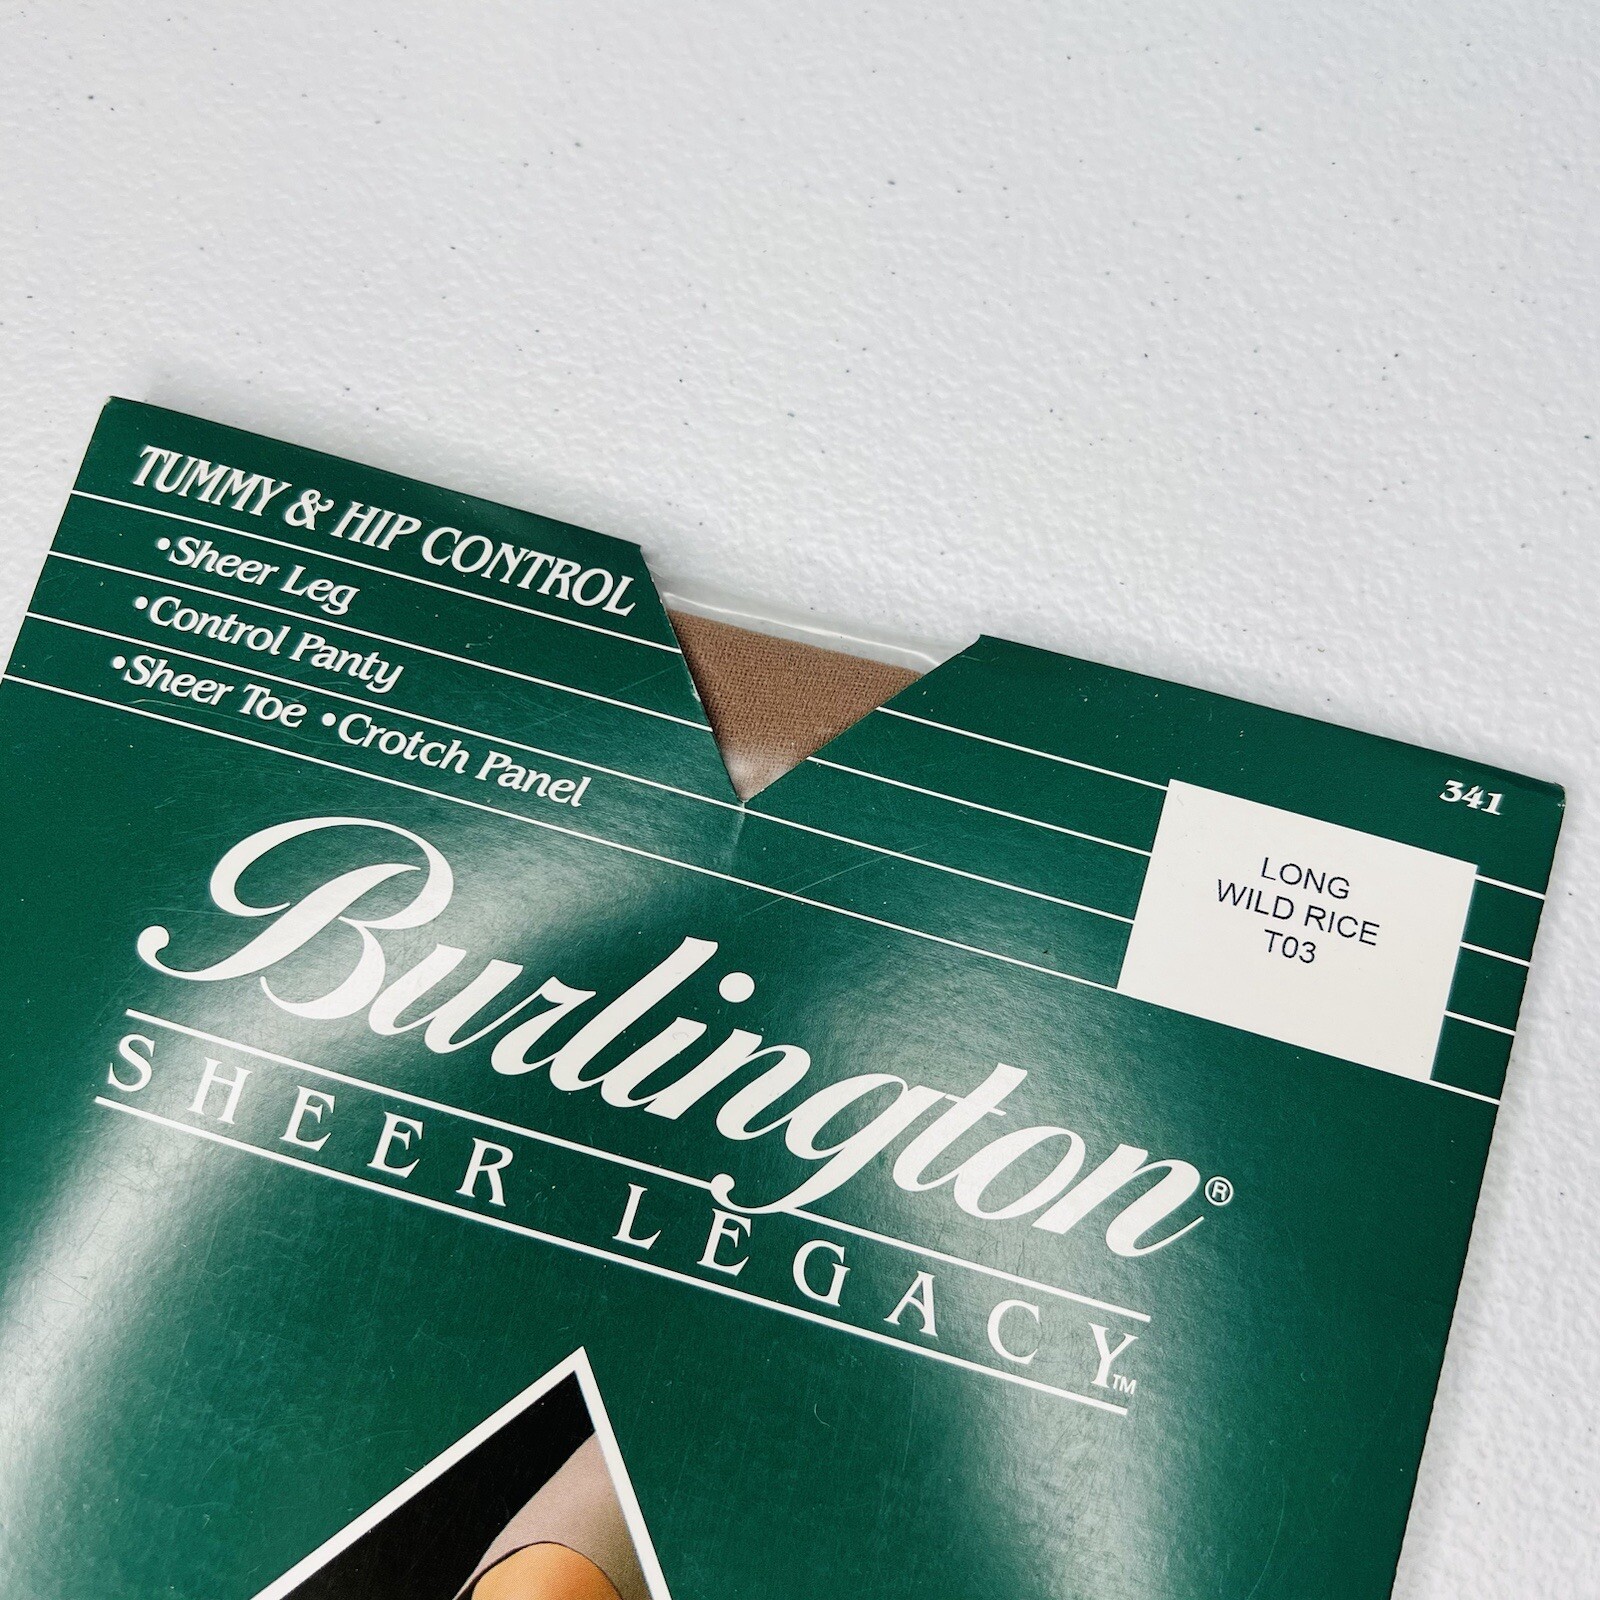 TUMMY & HIP CONTROL
•Sheer Leg
•Control Panty
•Sheer Toe •Crotch Panel
341
LONG
WILD RICE
T03
Burlington®
SHEER LEGACY™